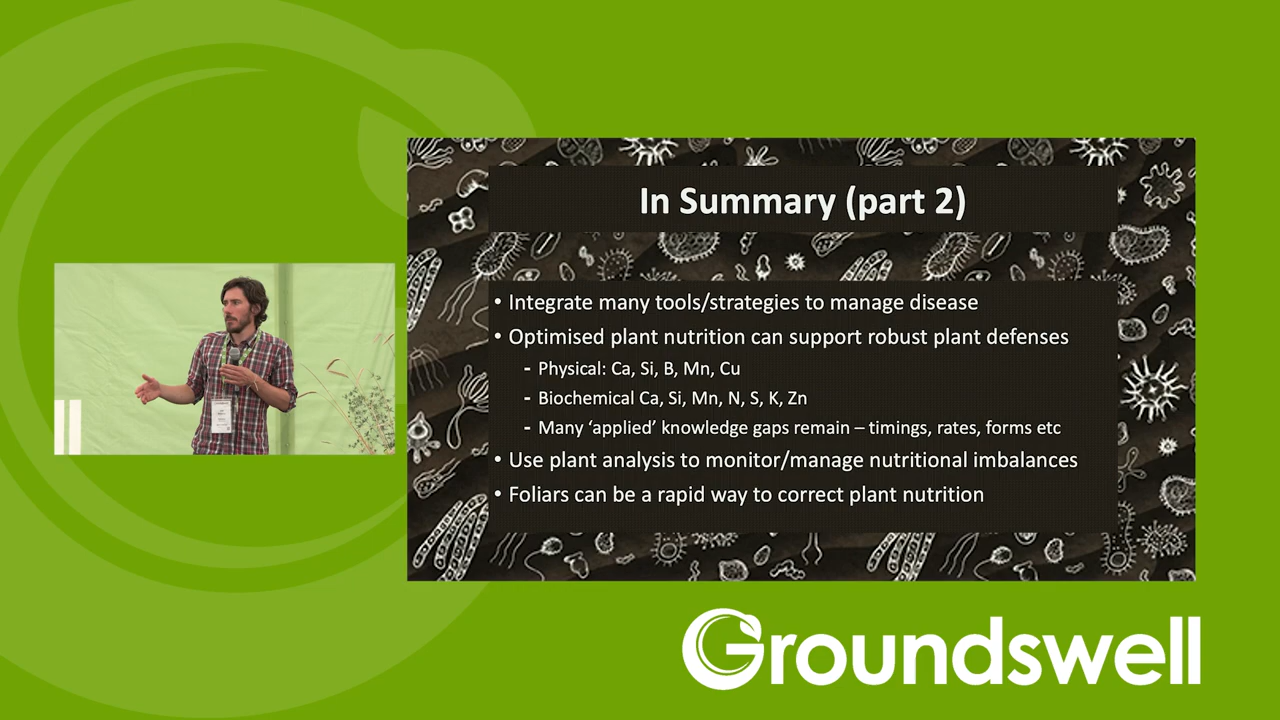 In Summary (part 2)
• Integrate many tools/strategies to manage disease
• Optimised plant nutrition can support robust plant defenses
- Physical: Ca, Si, B, Mn, Cu
- Biochemical Ca, Si, Mn, N, S, K, Zn
- Many ‘applied’ knowledge gaps remain – timings, rates, forms etc
• Use plant analysis to monitor/manage nutritional imbalances
• Foliars can be a rapid way to correct plant nutrition
Groundswell